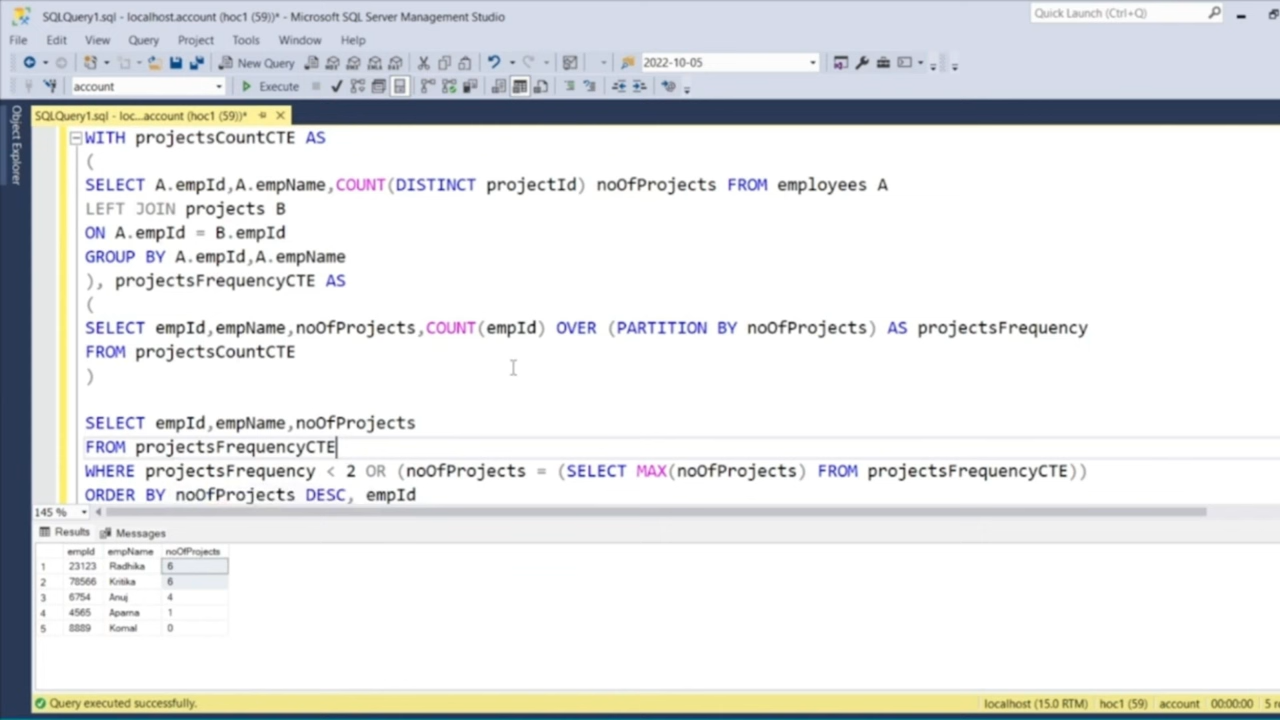 SQLQuery1.sql - localhost.account (hoc1 (59))* - Microsoft SQL Server Management Studio
Quick Launch (Ctrl+Q)
File Edit View Query Project Tools Window Help
New Query
2022-10-05
account
Execute
SQLQuery1.sql - loc...account (hoc1 (59))*
Object Explorer
WITH projectsCountCTE AS
(
SELECT A.empId,A.empName,COUNT(DISTINCT projectId) noOfProjects FROM employees A
LEFT JOIN projects B
ON A.empId = B.empId
GROUP BY A.empId,A.empName
), projectsFrequencyCTE AS
(
SELECT empId,empName,noOfProjects,COUNT(empId) OVER (PARTITION BY noOfProjects) AS projectsFrequency
FROM projectsCountCTE
)
SELECT empId,empName,noOfProjects
FROM projectsFrequencyCTE
WHERE projectsFrequency < 2 OR (noOfProjects = (SELECT MAX(noOfProjects) FROM projectsFrequencyCTE))
ORDER BY noOfProjects DESC, empId
145 %
Results Messages
empId empName noOfProjects
1 23123 Radhika 6
2 78566 Kritika 6
3 6754 Anuj 4
4 4565 Aparna 1
5 8889 Komal 0
Query executed successfully.
localhost (15.0 RTM) hoc1 (59) account 00:00:00